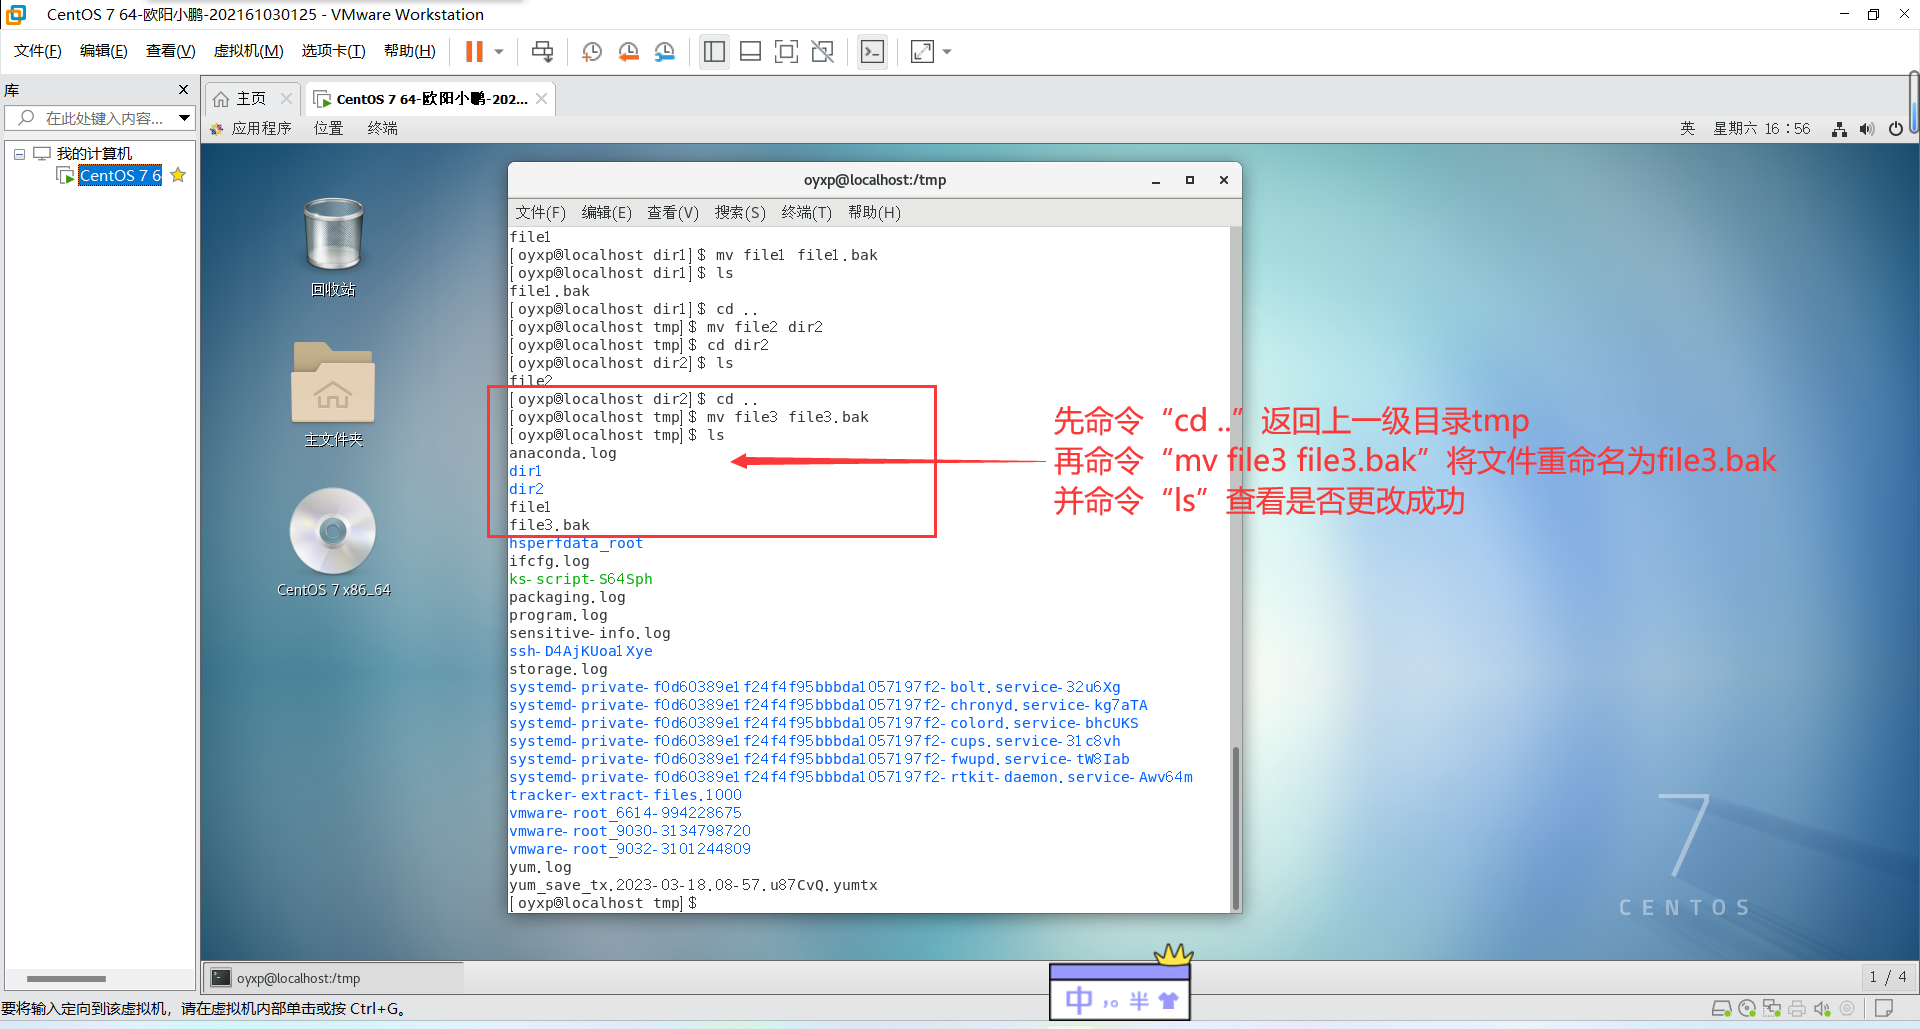 CentOS 7 64-欧阳小鹏-202161030125 - VMware Workstation
文件(F) 编辑(E) 查看(V) 虚拟机(M) 选项卡(T) 帮助(H)
库
在此处键入内容...
我的计算机
CentOS 7 6
主页
CentOS 7 64-欧阳小鹏-202...
应用程序 位置 终端
英 星期六 16：56
回收站
主文件夹
CentOS 7 x86_64
oyxp@localhost:/tmp
文件(F) 编辑(E) 查看(V) 搜索(S) 终端(T) 帮助(H)
file1
[oyxp@localhost dir1]$ mv file1 file1.bak
[oyxp@localhost dir1]$ ls
file1.bak
[oyxp@localhost dir1]$ cd ..
[oyxp@localhost tmp]$ mv file2 dir2
[oyxp@localhost tmp]$ cd dir2
[oyxp@localhost dir2]$ ls
file2
[oyxp@localhost dir2]$ cd ..
[oyxp@localhost tmp]$ mv file3 file3.bak
[oyxp@localhost tmp]$ ls
anaconda.log
dir1
dir2
file1
file3.bak
hsperfdata_root
ifcfg.log
ks-script-S64Sph
packaging.log
program.log
sensitive-info.log
ssh-D4AjKUoa1Xye
storage.log
systemd-private-f0d60389e1f24f4f95bbbda1057197f2-bolt.service-32u6Xg
systemd-private-f0d60389e1f24f4f95bbbda1057197f2-chronyd.service-kg7aTA
systemd-private-f0d60389e1f24f4f95bbbda1057197f2-colord.service-bhcUKS
systemd-private-f0d60389e1f24f4f95bbbda1057197f2-cups.service-31c8vh
systemd-private-f0d60389e1f24f4f95bbbda1057197f2-fwupd.service-tW8Iab
systemd-private-f0d60389e1f24f4f95bbbda1057197f2-rtkit-daemon.service-Awv64m
tracker-extract-files.1000
vmware-root_6614-994228675
vmware-root_9030-3134798720
vmware-root_9032-3101244809
yum.log
yum_save_tx.2023-03-18.08-57.u87CvQ.yumtx
[oyxp@localhost tmp]$
先命令“cd ..”返回上一级目录tmp
再命令“mv file3 file3.bak”将文件重命名为file3.bak
并命令“ls”查看是否更改成功
7
CENTOS
oyxp@localhost:/tmp
1 / 4
中 ,。半
要将输入定向到该虚拟机，请在虚拟机内部单击或按 Ctrl+G。